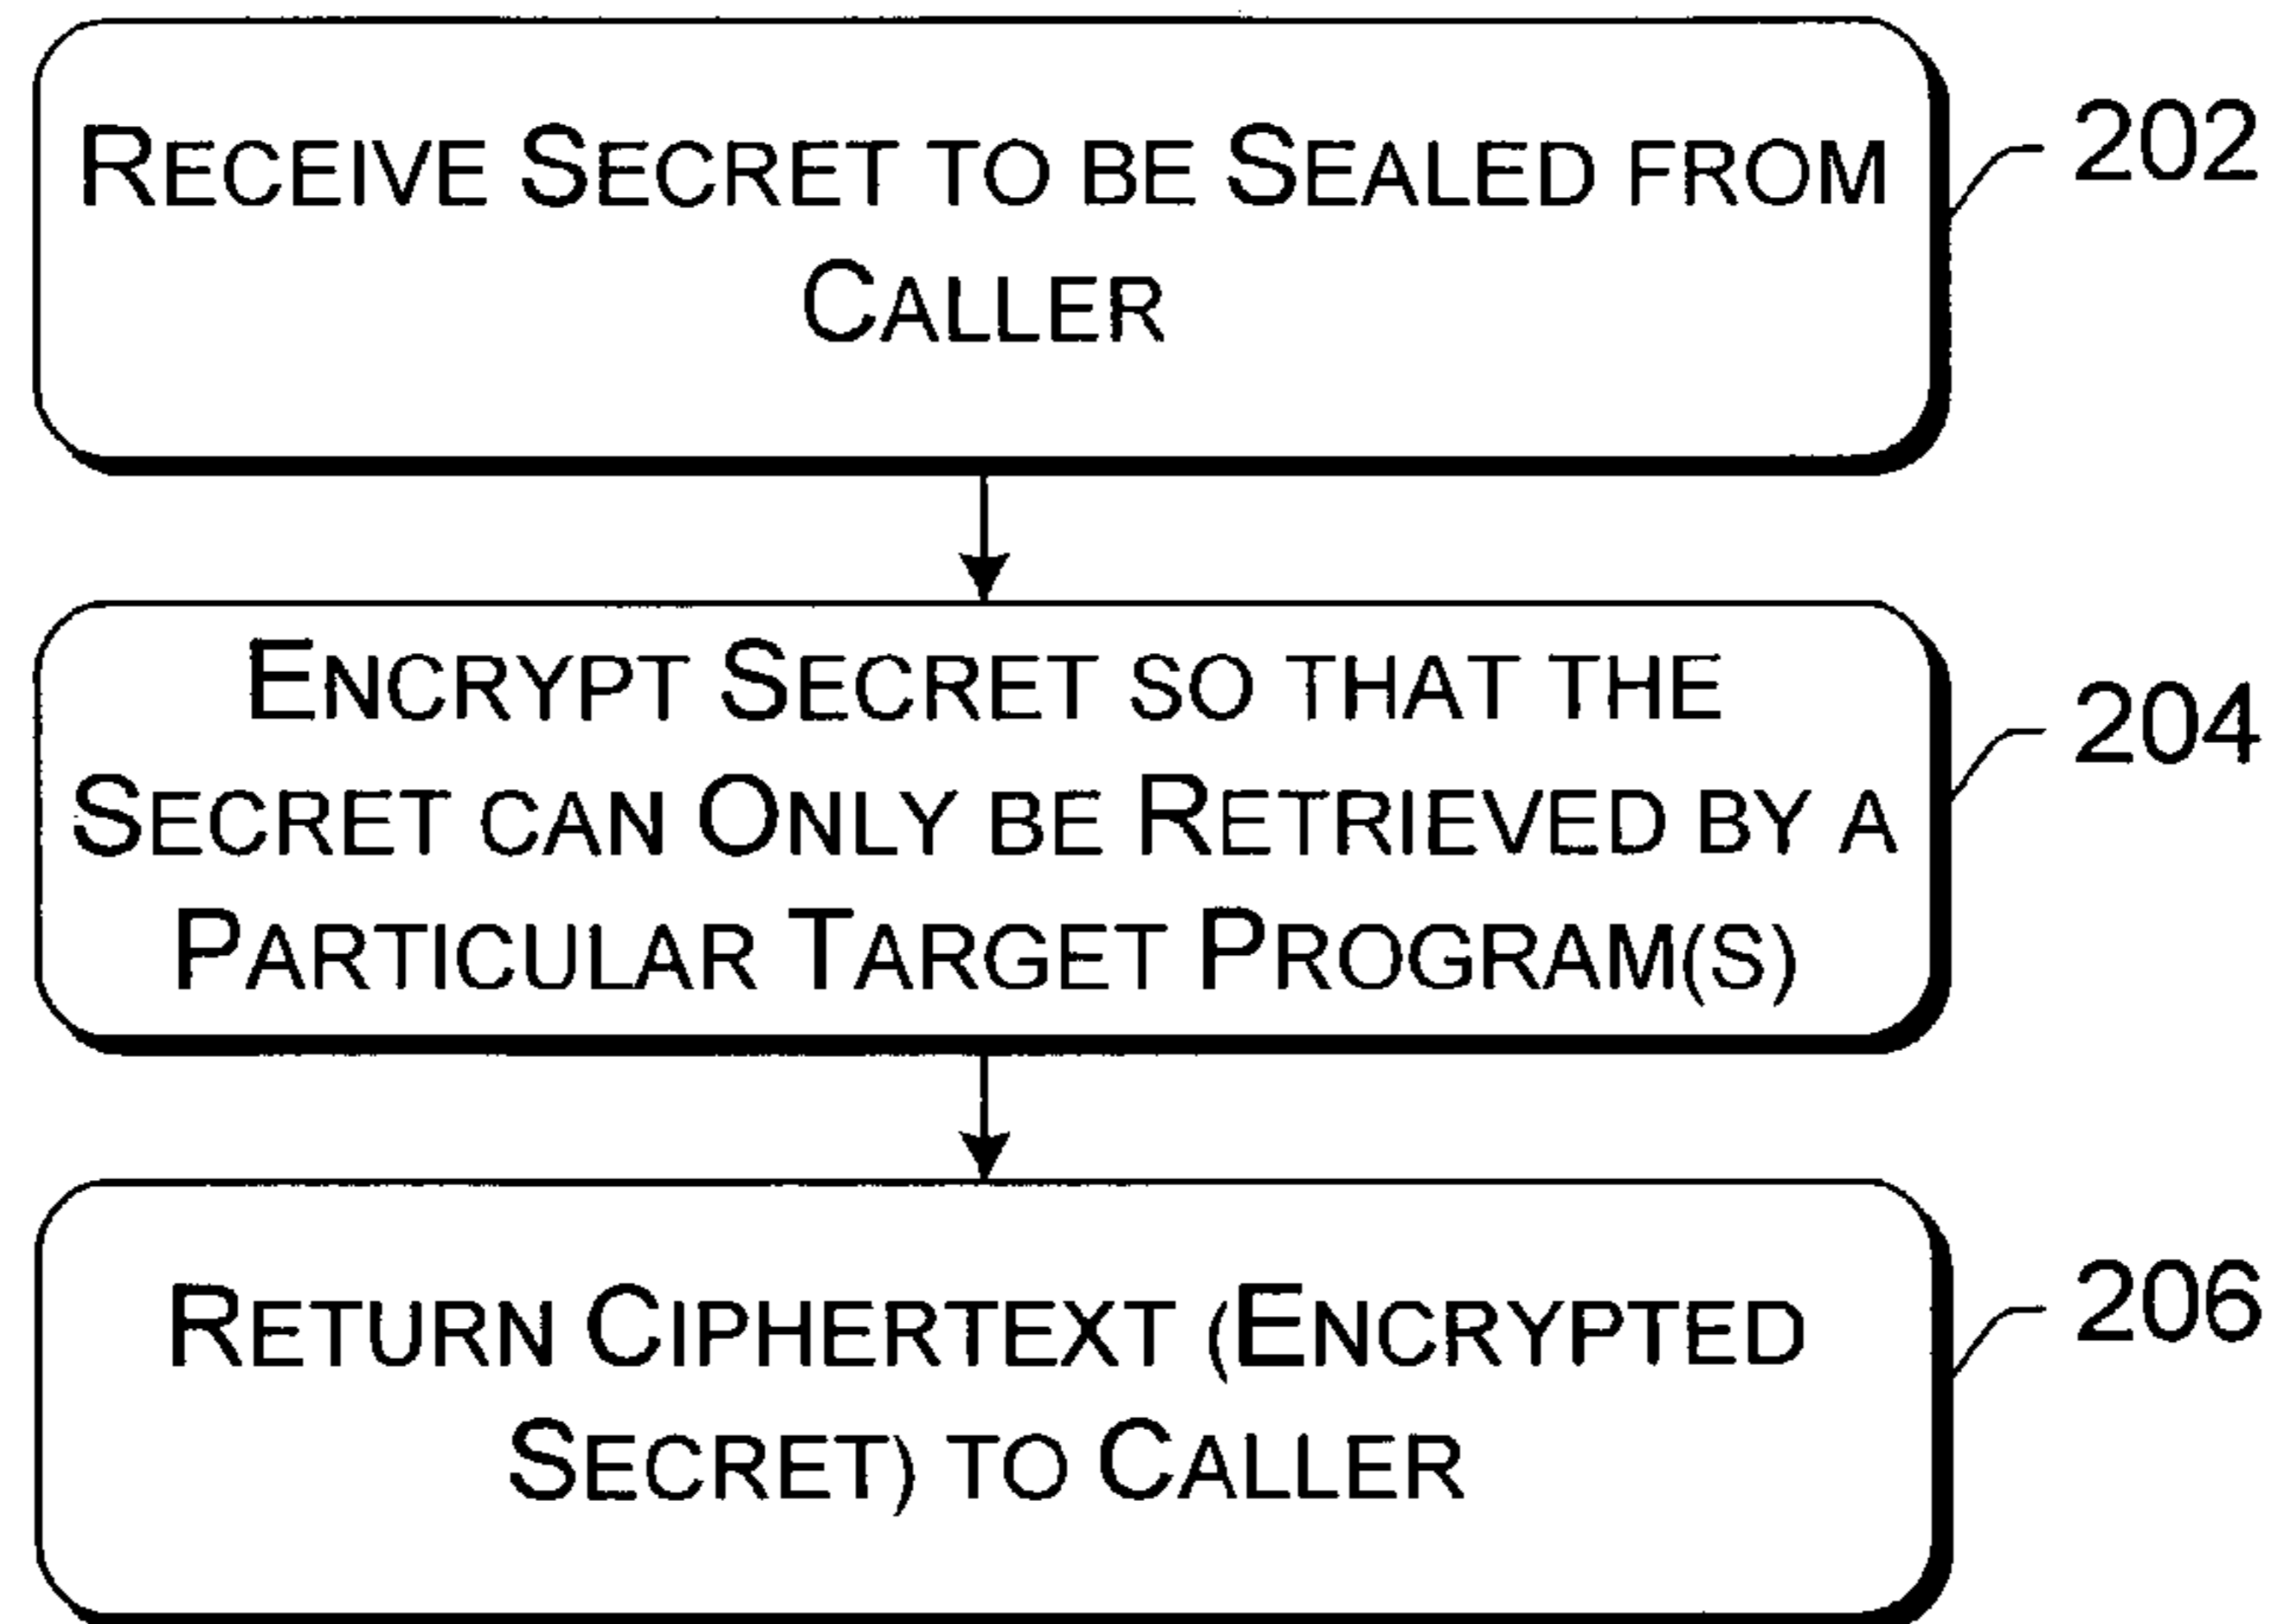 RECEIVE SECRET TO BE SEALED FROM
CALLER
202
ENCRYPT SECRET SO THAT THE
SECRET CAN ONLY BE RETRIEVED BY A
PARTICULAR TARGET PROGRAM(S)
204
RETURN CIPHERTEXT (ENCRYPTED
SECRET) TO CALLER
206